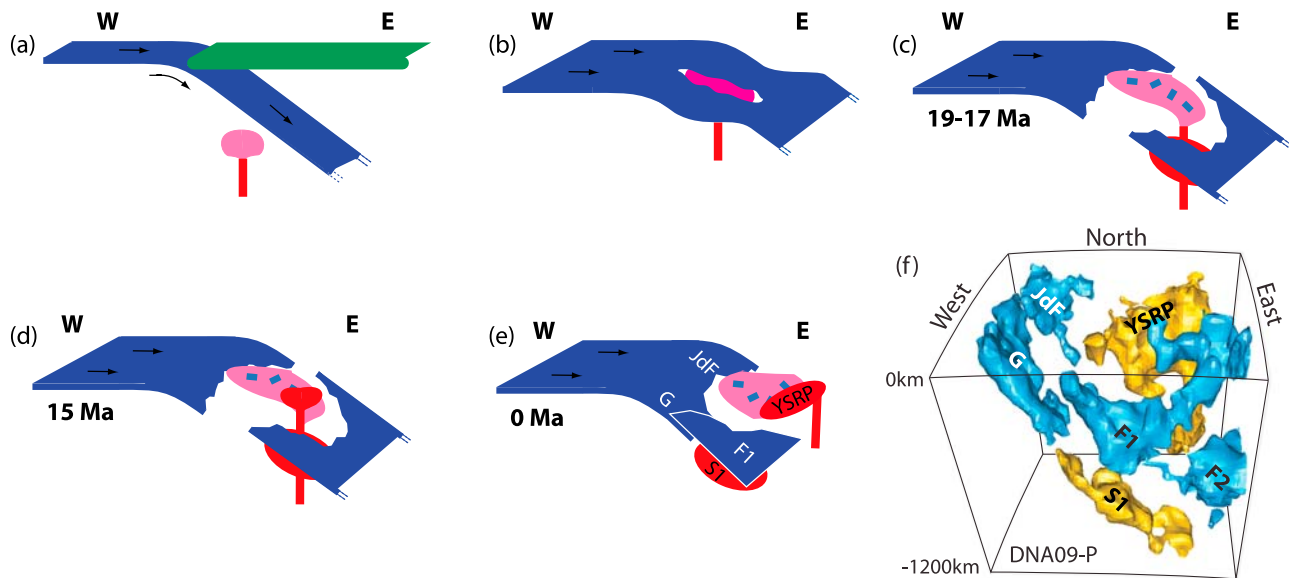 (a) W E
(b) W E
(c) W E
19-17 Ma
(d) W E
15 Ma
(e) W E
0 Ma
JdF
G
YSRP
F1
S1
(f)
North
West
East
JdF
YSRP
G
0km
F1
F2
S1
-1200km
DNA09-P